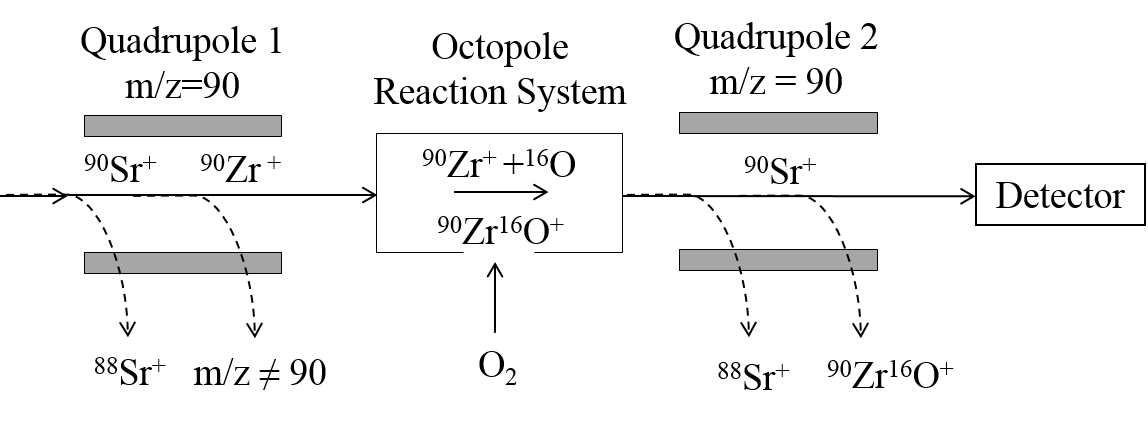 Quadrupole 1
m/z=90
Octopole
Reaction System
Quadrupole 2
m/z = 90
⁹⁰Sr⁺ ⁹⁰Zr⁺
⁹⁰Zr⁺ +¹⁶O
⁹⁰Zr¹⁶O⁺
⁹⁰Sr⁺
Detector
⁸⁸Sr⁺ m/z ≠ 90
O₂
⁸⁸Sr⁺ ⁹⁰Zr¹⁶O⁺